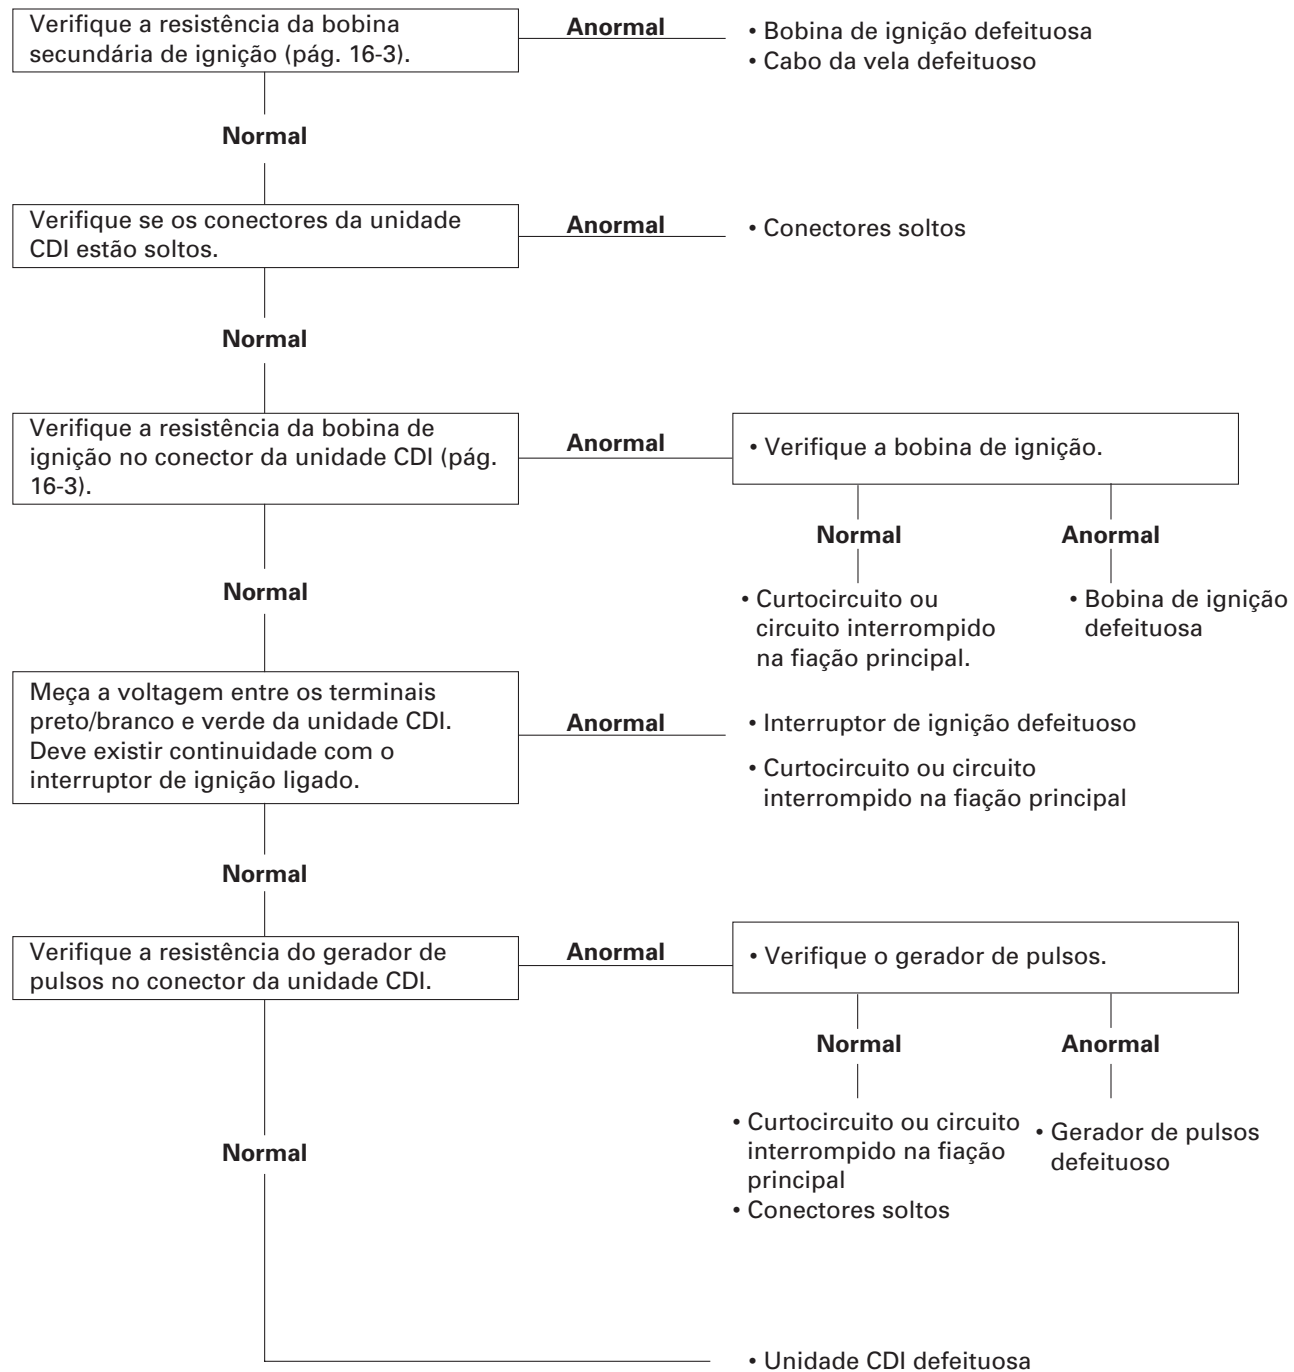 Verifique a resistência da bobina
secundária de ignição (pág. 16-3).
Anormal
• Bobina de ignição defeituosa
• Cabo da vela defeituoso
Normal
Verifique se os conectores da unidade
CDI estão soltos.
Anormal
• Conectores soltos
Normal
Verifique a resistência da bobina de
ignição no conector da unidade CDI (pág.
16-3).
Anormal
• Verifique a bobina de ignição.
Normal
Anormal
• Curtocircuito ou
circuito interrompido
na fiação principal.
• Bobina de ignição
defeituosa
Normal
Meça a voltagem entre os terminais
preto/branco e verde da unidade CDI.
Deve existir continuidade com o
interruptor de ignição ligado.
Anormal
• Interruptor de ignição defeituoso
• Curtocircuito ou circuito
interrompido na fiação principal
Normal
Verifique a resistência do gerador de
pulsos no conector da unidade CDI.
Anormal
• Verifique o gerador de pulsos.
Normal
Anormal
• Curtocircuito ou circuito
interrompido na fiação
principal
• Conectores soltos
• Gerador de pulsos
defeituoso
Normal
• Unidade CDI defeituosa